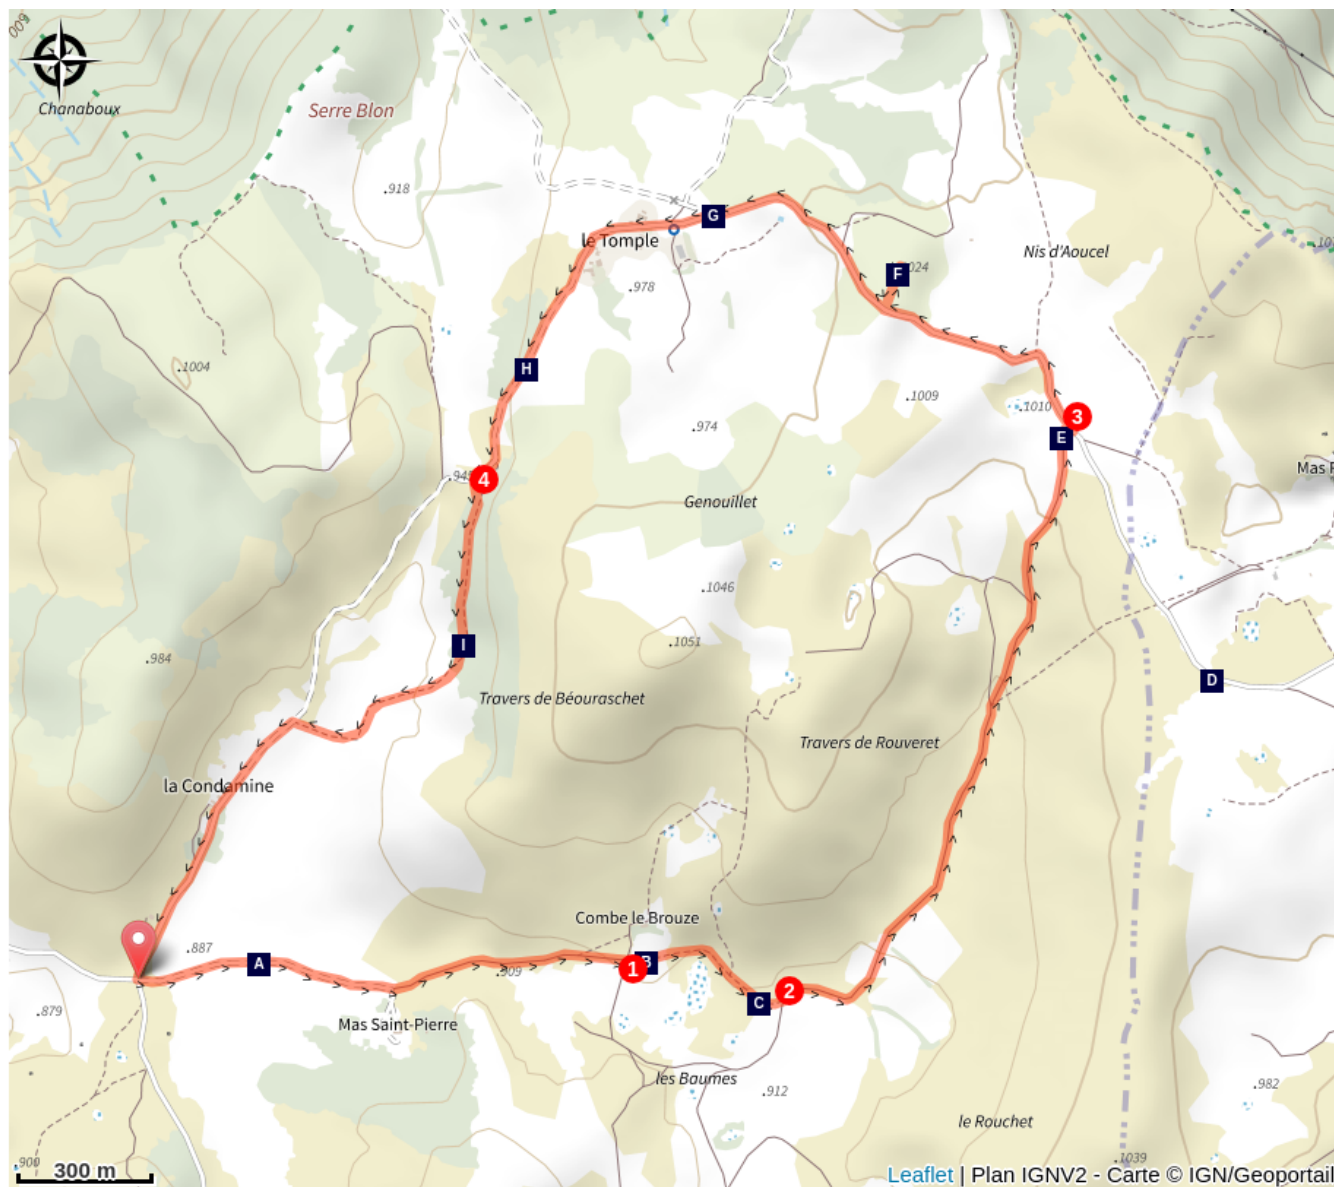 009
Chanaboux
Serre Blon
.918
G
le Tomple
Nis d'Aoucel
F
.978
H
.1004
.1009
.1010
3
E
.974
Mas
4
Genouillet
.1046
.1051
I
.984
D
Travers de Béouraschet
Travers de Rouveret
la Condamine
Combe le Brouze
.887
A
B
1
.909
2
C
.879
Mas Saint-Pierre
les Baumes
.912
.982
le Rouchet
.1039
.900
300 m
Leaflet | Plan IGNV2 - Carte © IGN/Geoportail